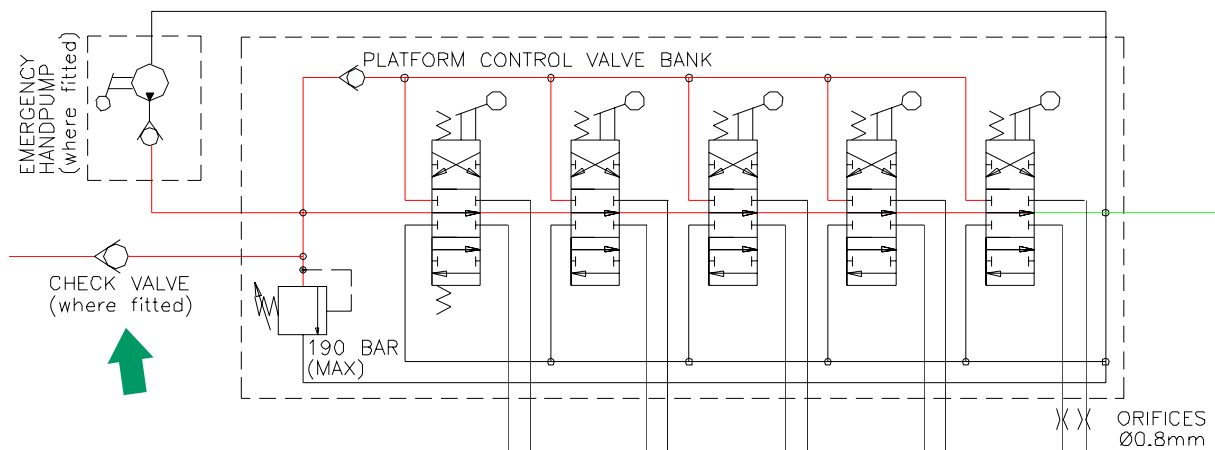 PLATFORM CONTROL VALVE BANK
EMERGENCY
HANDPUMP
(where fitted)
CHECK VALVE
(where fitted)
190 BAR
(MAX)
ORIFICES
Ø0.8mm